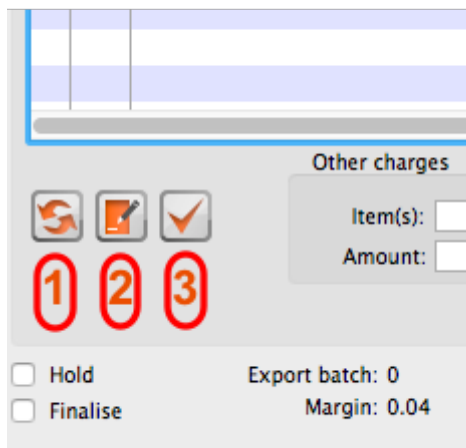 Other charges
Item(s):
Amount:
1 2 3
Hold
Export batch: 0
Finalise
Margin: 0.04